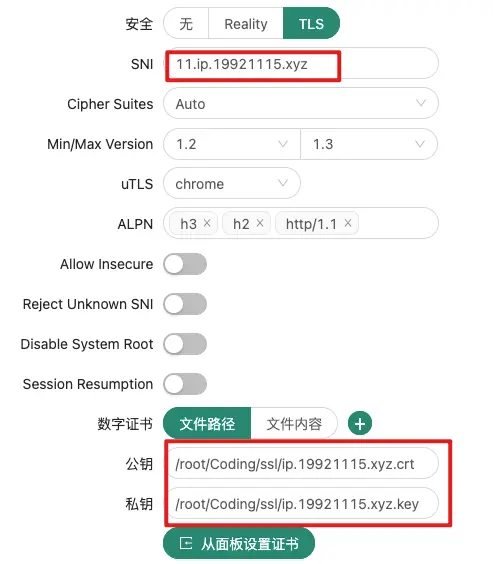 安全 无 Reality TLS
SNI 11.ip.19921115.xyz
Cipher Suites Auto
Min/Max Version 1.2 1.3
uTLS chrome
ALPN h3 × h2 × http/1.1 ×
Allow Insecure
Reject Unknown SNI
Disable System Root
Session Resumption
数字证书 文件路径 文件内容 +
公钥 /root/Coding/ssl/ip.19921115.xyz.crt
私钥 /root/Coding/ssl/ip.19921115.xyz.key
从面板设置证书